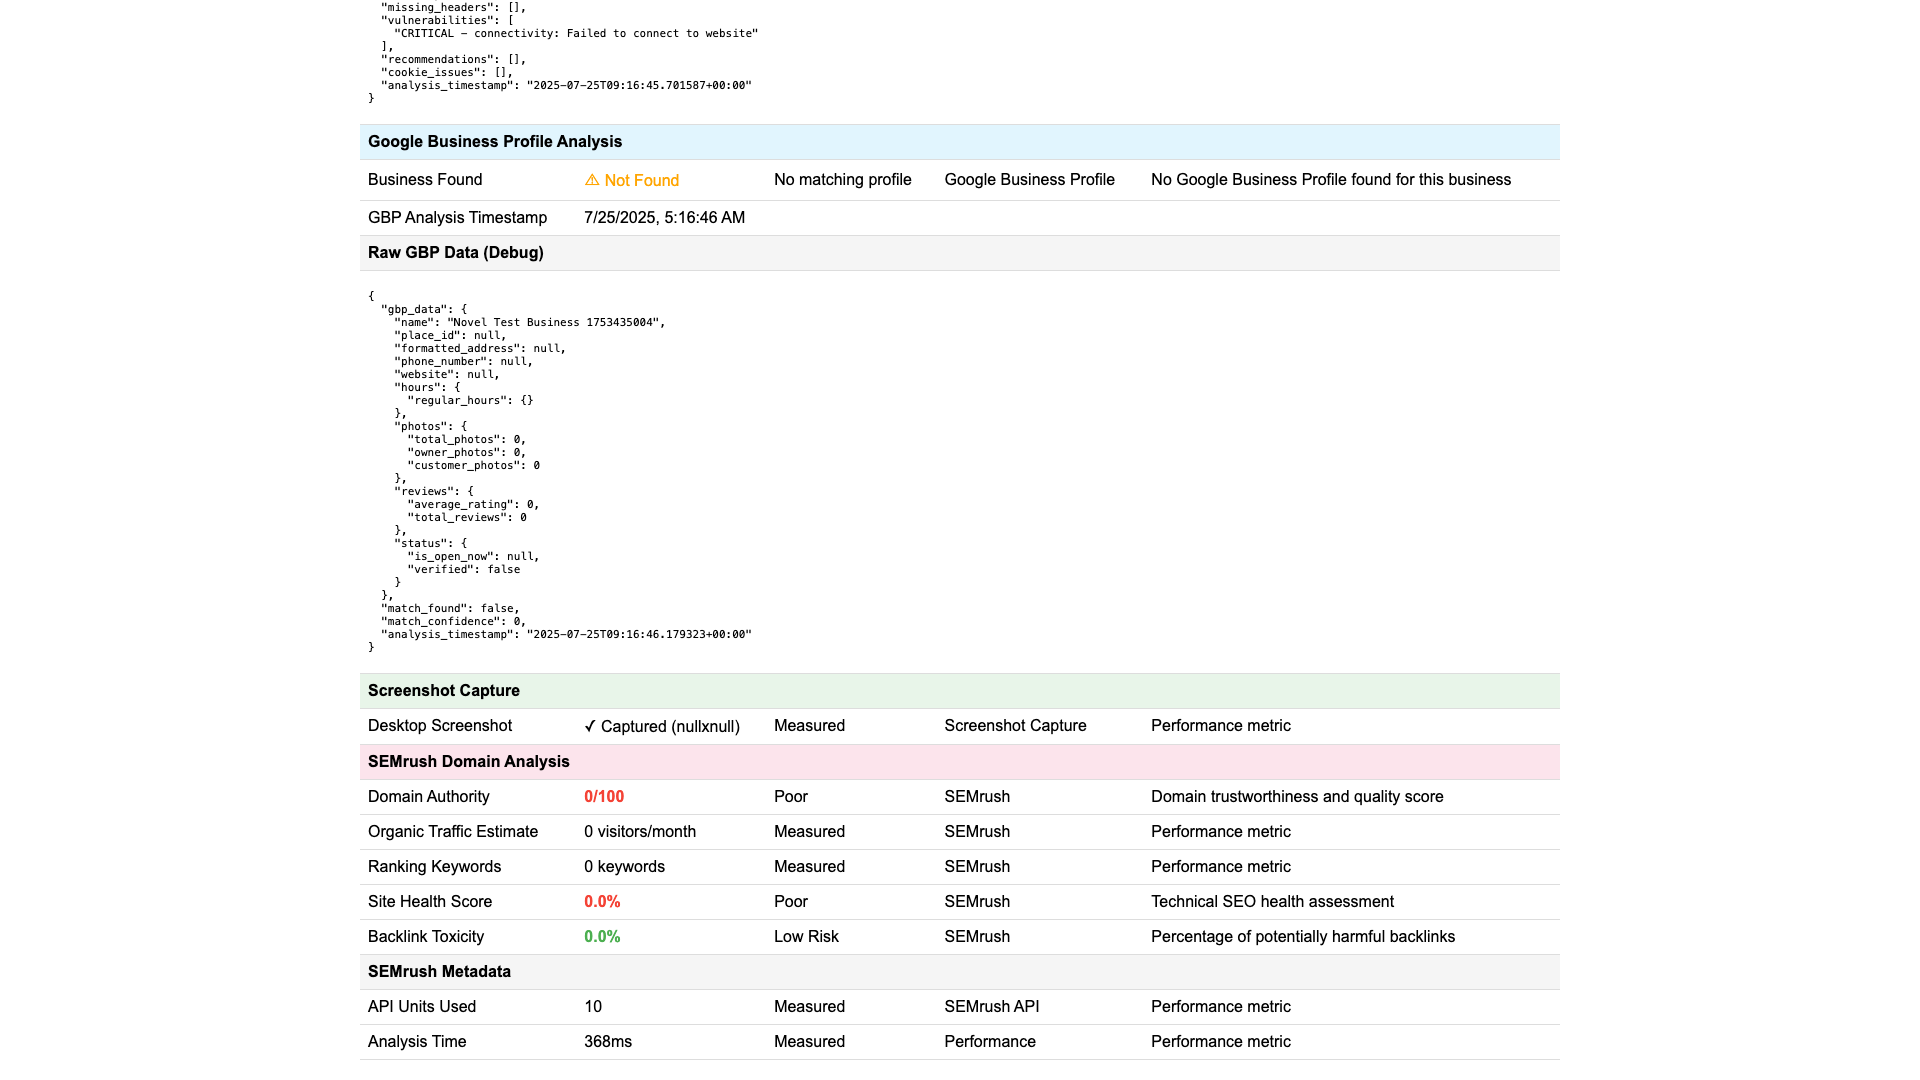 "missing_headers": [],
"vulnerabilities": [
"CRITICAL – connectivity: Failed to connect to website"
],
"recommendations": [],
"cookie_issues": [],
"analysis_timestamp": "2025-07-25T09:16:45.701587+00:00"
}
Google Business Profile Analysis
Business Found ⚠ Not Found No matching profile Google Business Profile No Google Business Profile found for this business
GBP Analysis Timestamp 7/25/2025, 5:16:46 AM
Raw GBP Data (Debug)
{
"gbp_data": {
"name": "Novel Test Business 1753435004",
"place_id": null,
"formatted_address": null,
"phone_number": null,
"website": null,
"hours": {
"regular_hours": {}
},
"photos": {
"total_photos": 0,
"owner_photos": 0,
"customer_photos": 0
},
"reviews": {
"average_rating": 0,
"total_reviews": 0
},
"status": {
"is_open_now": null,
"verified": false
}
},
"match_found": false,
"match_confidence": 0,
"analysis_timestamp": "2025-07-25T09:16:46.179323+00:00"
}
Screenshot Capture
Desktop Screenshot ✓ Captured (nullxnull) Measured Screenshot Capture Performance metric
SEMrush Domain Analysis
Domain Authority 0/100 Poor SEMrush Domain trustworthiness and quality score
Organic Traffic Estimate 0 visitors/month Measured SEMrush Performance metric
Ranking Keywords 0 keywords Measured SEMrush Performance metric
Site Health Score 0.0% Poor SEMrush Technical SEO health assessment
Backlink Toxicity 0.0% Low Risk SEMrush Percentage of potentially harmful backlinks
SEMrush Metadata
API Units Used 10 Measured SEMrush API Performance metric
Analysis Time 368ms Measured Performance Performance metric